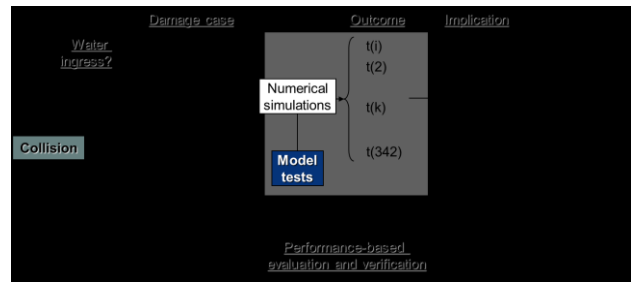 Damage case
Outcome
Implication
Water
ingress?
t(i)
t(2)
Numerical
simulations
t(k)
Collision
t(342)
Model
tests
Performance-based
evaluation and verification